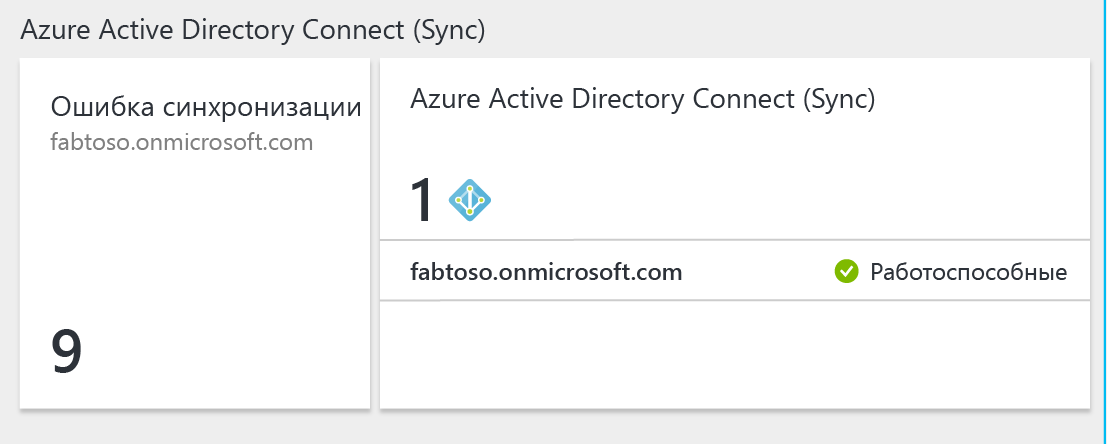 Azure Active Directory Connect (Sync)
Ошибка синхронизации
fabtoso.onmicrosoft.com
9
Azure Active Directory Connect (Sync)
1
fabtoso.onmicrosoft.com Работоспособные